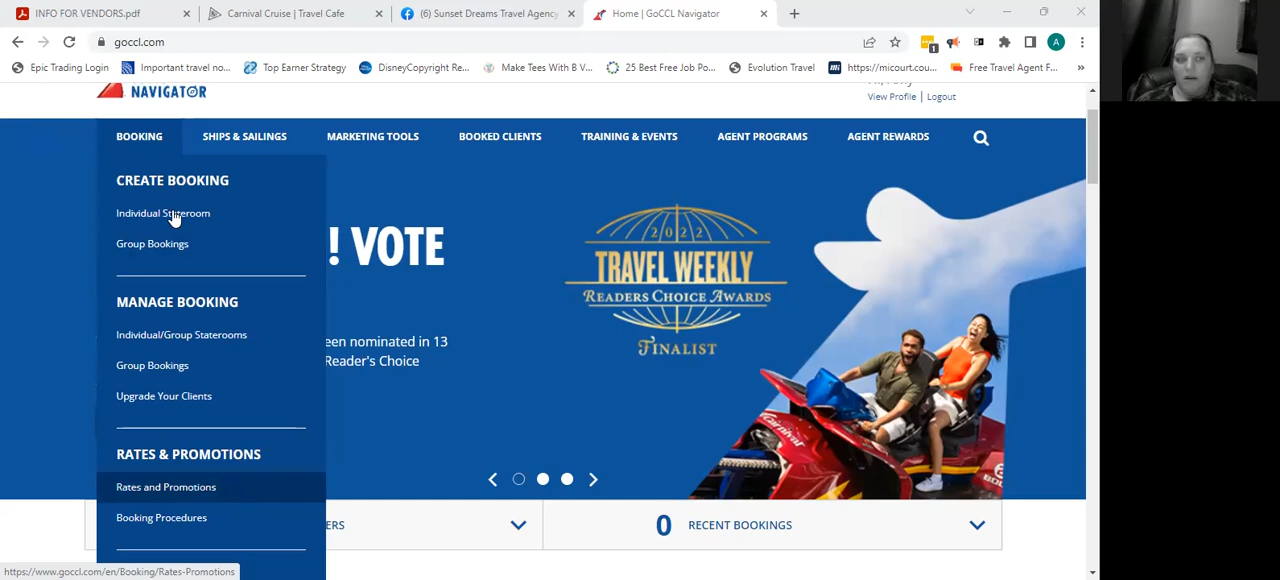 INFO FOR VENDORS.pdf
Carnival Cruise | Travel Cafe
(6) Sunset Dreams Travel Agency
Home | GoCCL Navigator
goccl.com
1
A
Epic Trading Login
Important travel no...
Top Earner Strategy
DisneyCopyright Re...
Make Tees With B V...
25 Best Free Job Po...
Evolution Travel
https://micourt.cou...
Free Travel Agent F...
»
NAVIGATOR
View Profile | Logout
BOOKING
SHIPS & SAILINGS
MARKETING TOOLS
BOOKED CLIENTS
TRAINING & EVENTS
AGENT PROGRAMS
AGENT REWARDS
CREATE BOOKING
Individual Stateroom
Group Bookings
MANAGE BOOKING
Individual/Group Staterooms
Group Bookings
Upgrade Your Clients
RATES & PROMOTIONS
Rates and Promotions
Booking Procedures
! VOTE
een nominated in 13
Reader's Choice
2022
TRAVEL WEEKLY
READERS CHOICE AWARDS
FINALIST
Carnival
ERS
0 RECENT BOOKINGS
https://www.goccl.com/en/Booking/Rates-Promotions